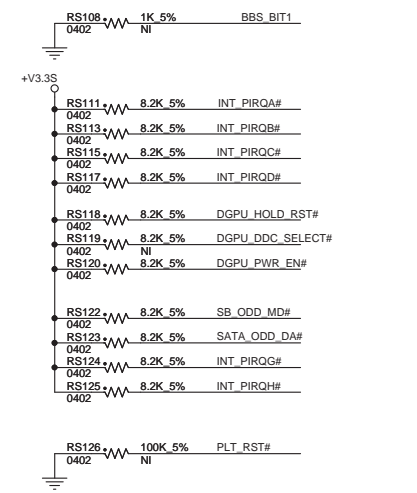 RS108 1K_5% BBS_BIT1
0402 NI
+V3.3S
RS111 8.2K_5% INT_PIRQA#
0402
RS113 8.2K_5% INT_PIRQB#
0402
RS115 8.2K_5% INT_PIRQC#
0402
RS117 8.2K_5% INT_PIRQD#
0402
RS118 8.2K_5% DGPU_HOLD_RST#
0402
RS119 8.2K_5% DGPU_DDC_SELECT#
0402 NI
RS120 8.2K_5% DGPU_PWR_EN#
0402
RS122 8.2K_5% SB_ODD_MD#
0402
RS123 8.2K_5% SATA_ODD_DA#
0402
RS124 8.2K_5% INT_PIRQG#
0402
RS125 8.2K_5% INT_PIRQH#
0402
RS126 100K_5% PLT_RST#
0402 NI